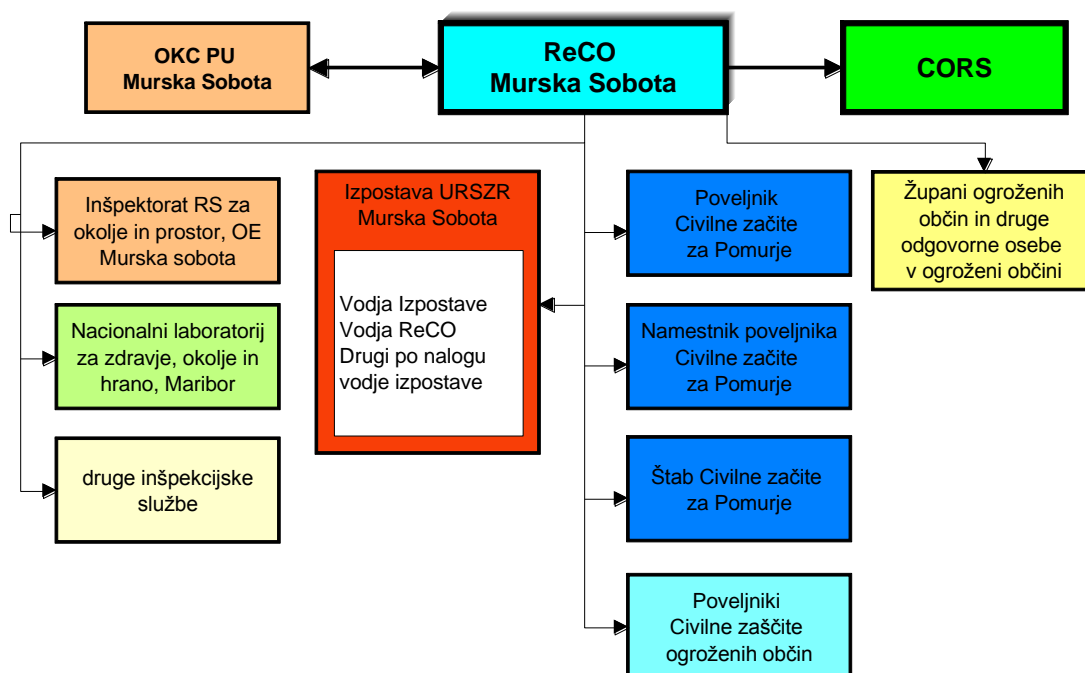 OKC PU
Murska Sobota
ReCO
Murska Sobota
CORS
Inšpektorat RS za
okolje in prostor, OE
Murska sobota
Nacionalni laboratorij
za zdravje, okolje in
hrano, Maribor
druge inšpekcijske
službe
Izpostava URSZR
Murska Sobota
Vodja Izpostave
Vodja ReCO
Drugi po nalogu
vodje izpostave
Poveljnik
Civilne začite
za Pomurje
Namestnik poveljnika
Civilne začite
za Pomurje
Štab Civilne začite
za Pomurje
Poveljniki
Civilne zaščite
ogroženih občin
Župani ogroženih
občin in druge
odgovorne osebe
v ogroženi občini